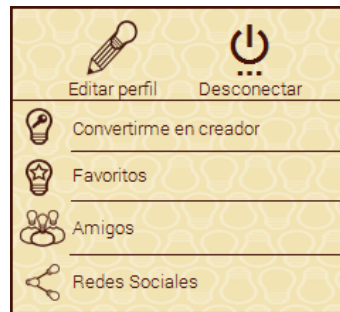 Editar perfil Desconectar
Convertirme en creador
Favoritos
Amigos
Redes Sociales